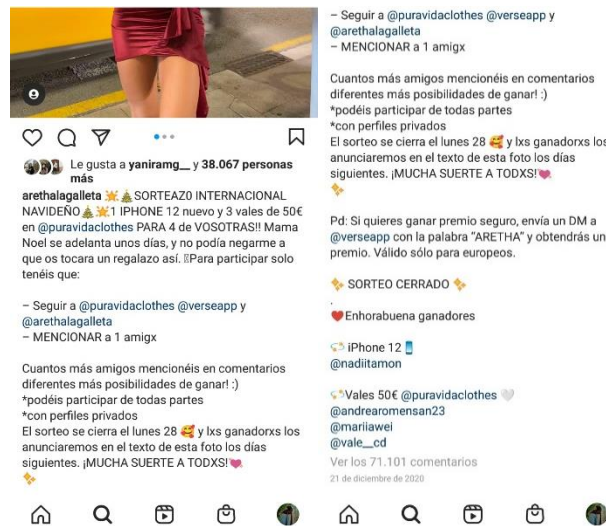 Le gusta a yaniramg__ y 38.067 personas
más
arethalagalleta 💥🎄SORTEAZ0 INTERNACIONAL
NAVIDEÑO🎄💥1 IPHONE 12 nuevo y 3 vales de 50€
en @puravidaclothes PARA 4 de VOSOTRAS!! Mama
Noel se adelanta unos días, y no podía negarme a
que os tocara un regalazo así. Para participar solo
tenéis que:
– Seguir a @puravidaclothes @verseapp y
@arethalagalleta
– MENCIONAR a 1 amigx
Cuantos más amigos mencionéis en comentarios
diferentes más posibilidades de ganar! :)
*podéis participar de todas partes
*con perfiles privados
El sorteo se cierra el lunes 28 🥰 y lxs ganadorxs los
anunciaremos en el texto de esta foto los días
siguientes. ¡MUCHA SUERTE A TODXS!💘
✨
– Seguir a @puravidaclothes @verseapp y
@arethalagalleta
– MENCIONAR a 1 amigx
Cuantos más amigos mencionéis en comentarios
diferentes más posibilidades de ganar! :)
*podéis participar de todas partes
*con perfiles privados
El sorteo se cierra el lunes 28 🥰 y lxs ganadorxs los
anunciaremos en el texto de esta foto los días
siguientes. ¡MUCHA SUERTE A TODXS!💘
✨
Pd: Si quieres ganar premio seguro, envía un DM a
@verseapp con la palabra “ARETHA” y obtendrás un
premio. Válido sólo para europeos.
✨ SORTEO CERRADO ✨
.
❤️Enhorabuena ganadores
💫 iPhone 12📱
@nadiitamon
💫Vales 50€ @puravidaclothes 🤍
@andrearomensan23
@mariiawei
@vale__cd
Ver los 71.101 comentarios
21 de diciembre de 2020